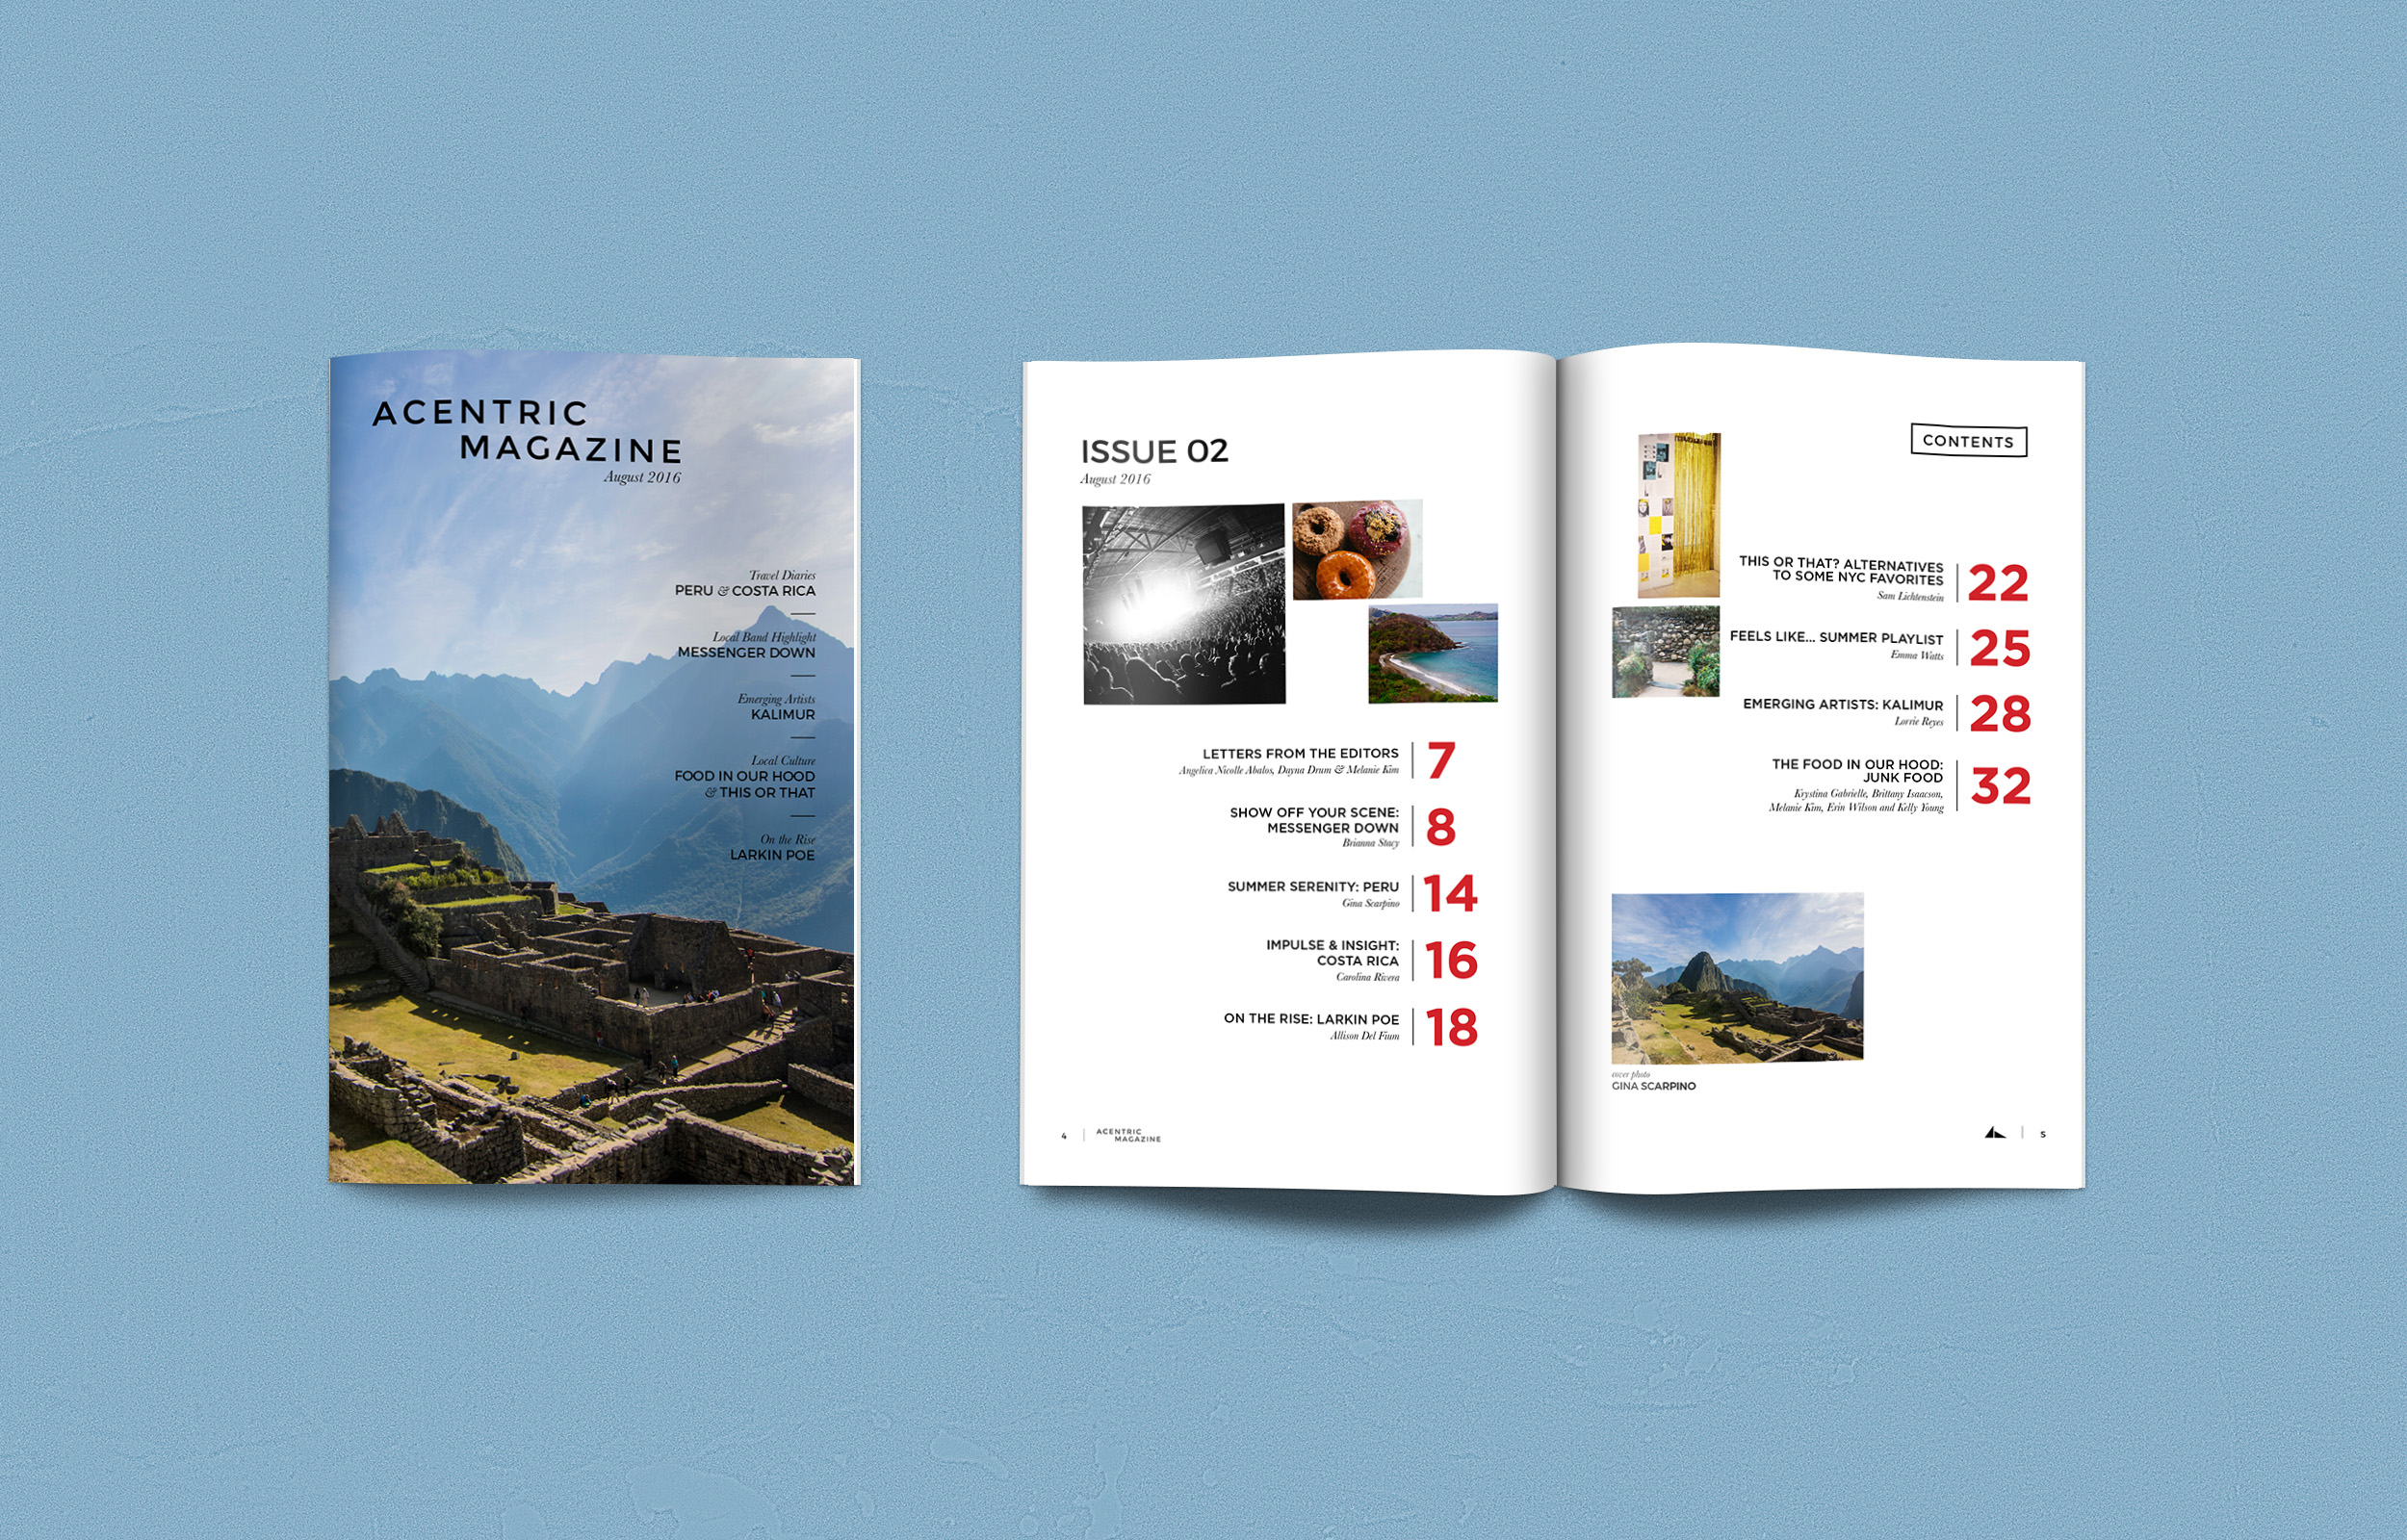 ACENTRIC
MAGAZINE
August 2016
Travel Diaries
PERU & COSTA RICA
Local Band Highlight
MESSENGER DOWN
Emerging Artists
KALIMUR
Local Culture
FOOD IN OUR HOOD
& THIS OR THAT
On the Rise
LARKIN POE
ISSUE 02
August 2016
LETTERS FROM THE EDITORS
Angelica Nicolle Abalos, Dayna Drum & Melanie Kim
7
SHOW OFF YOUR SCENE:
MESSENGER DOWN
Brianna Stacy
8
SUMMER SERENITY: PERU
Gina Scarpino
14
IMPULSE & INSIGHT:
COSTA RICA
Carolina Rivera
16
ON THE RISE: LARKIN POE
Allison Del Fium
18
4
ACENTRIC
MAGAZINE
CONTENTS
THIS OR THAT? ALTERNATIVES
TO SOME NYC FAVORITES
Sam Lichtenstein
22
FEELS LIKE... SUMMER PLAYLIST
Emma Watts
25
EMERGING ARTISTS: KALIMUR
Lorrie Reyes
28
THE FOOD IN OUR HOOD:
JUNK FOOD
Krystina Gabrielle, Brittany Isaacson,
Melanie Kim, Erin Wilson and Kelly Young
32
cover photo
GINA SCARPINO
5